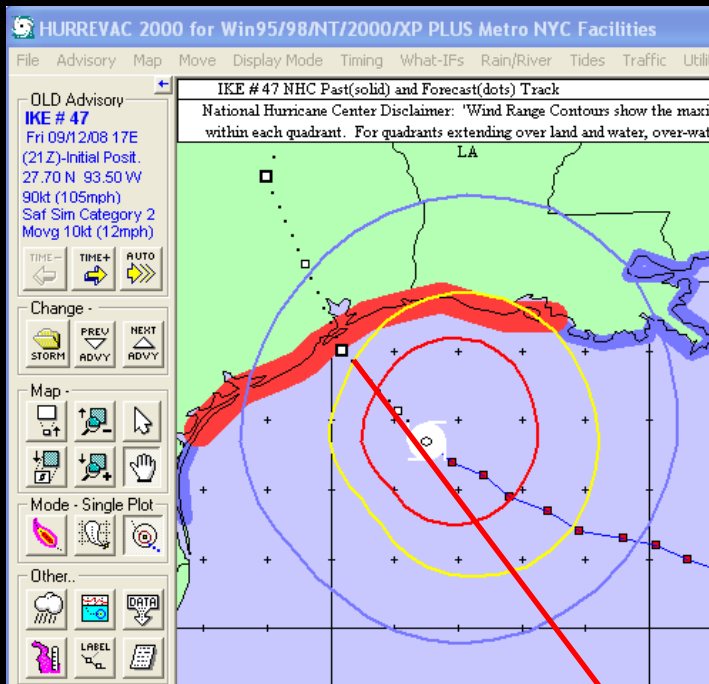 HURREVAC 2000 for Win95/98/NT/2000/XP PLUS Metro NYC Facilities
File Advisory Map Move Display Mode Timing What-IFs Rain/River Tides Traffic Utili
IKE # 47 NHC Past(solid) and Forecast(dots) Track
National Hurricane Center Disclaimer: 'Wind Range Contours show the maxi
within each quadrant. For quadrants extending over land and water, over-wat
LA
OLD Advisory
IKE # 47
Fri 09/12/08 17E
(21Z)-Initial Posit.
27.70 N 93.50 W
90kt (105mph)
Saf Sim Category 2
Movg 10kt (12mph)
TIME- TIME+ AUTO
Change -
STORM PREV ADVY NEXT ADVY
Map -
Mode - Single Plot
Other..
DATA
LABEL